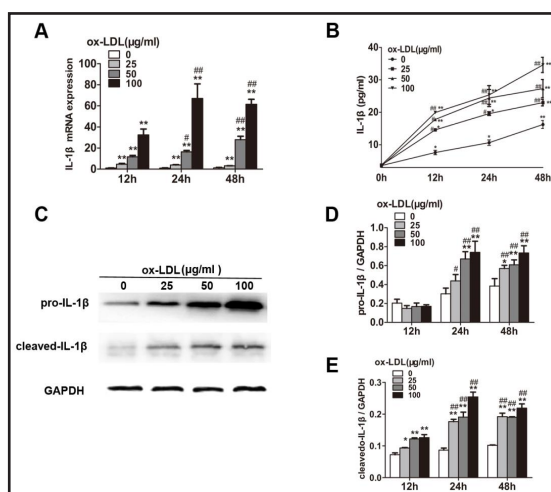 A
ox-LDL(μg/ml)
0
25
50
100
IL-1β mRNA expression
100
80
60
40
20
0
**
**
**
**
#
**
##
**
**
##
**
##
**
12h
24h
48h
B
ox-LDL(μg/ml)
0
25
50
100
IL-1β (pg/ml)
40
30
20
10
0
0h
12h
24h
48h
C
ox-LDL(μg/ml )
0
25
50
100
pro-IL-1β
cleaved-IL-1β
GAPDH
D
ox-LDL(μg/ml)
0
25
50
100
pro-IL-1β / GAPDH
1.0
0.8
0.6
0.4
0.2
0.0
#
##
**
##
**
##
*
##
**
##
**
12h
24h
48h
E
ox-LDL(μg/ml)
0
25
50
100
cleavedo-IL-1β / GAPDH
0.3
0.2
0.1
0.0
*
**
**
##
**
##
**
##
**
##
**
##
**
##
**
12h
24h
48h